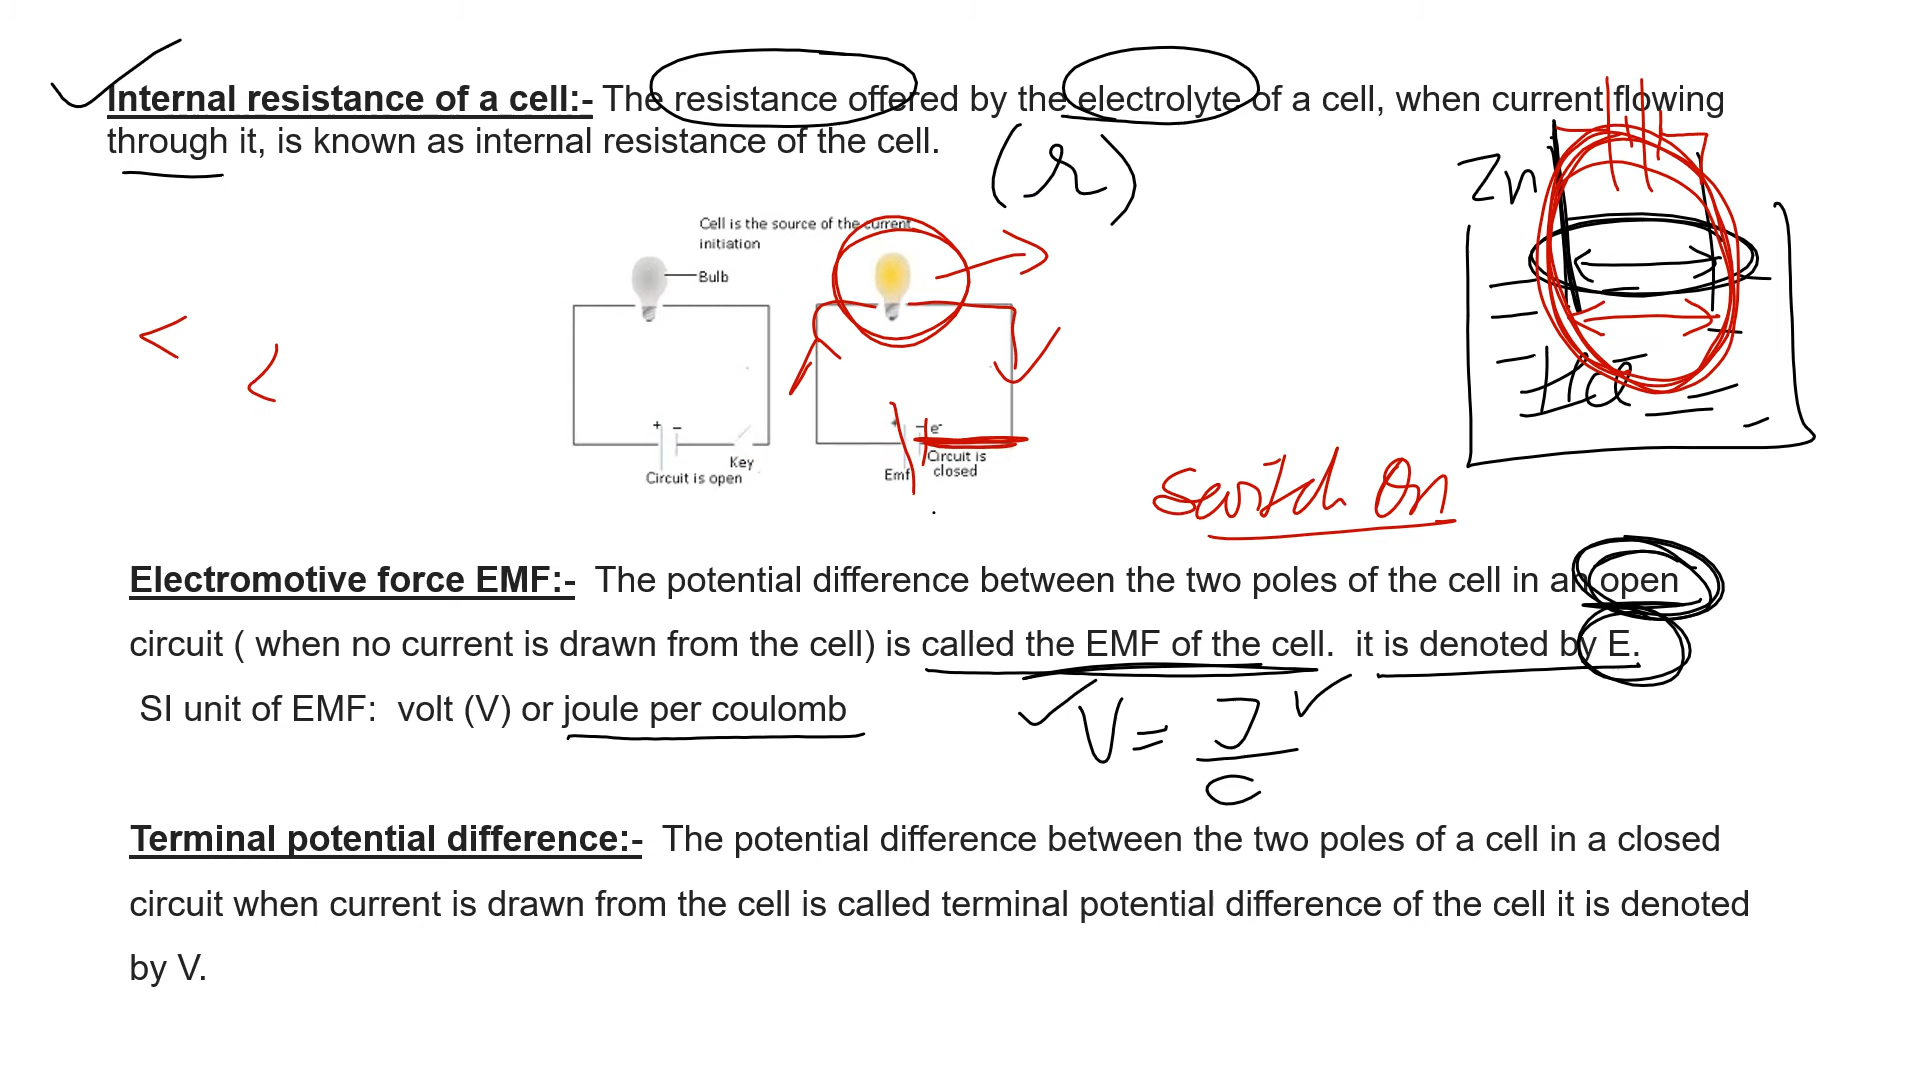 Internal resistance of a cell:- The resistance offered by the electrolyte of a cell, when current flowing
through it, is known as internal resistance of the cell.
(r)
Zn
Cell is the source of the current
initiation
Bulb
HCl
+ −
+ − e-
Key
Circuit is open
Emf
Circuit is
closed
Switch On
Electromotive force EMF:- The potential difference between the two poles of the cell in an open
circuit ( when no current is drawn from the cell) is called the EMF of the cell. it is denoted by E.
SI unit of EMF: volt (V) or joule per coulomb
V = J/C
Terminal potential difference:- The potential difference between the two poles of a cell in a closed
circuit when current is drawn from the cell is called terminal potential difference of the cell it is denoted
by V.